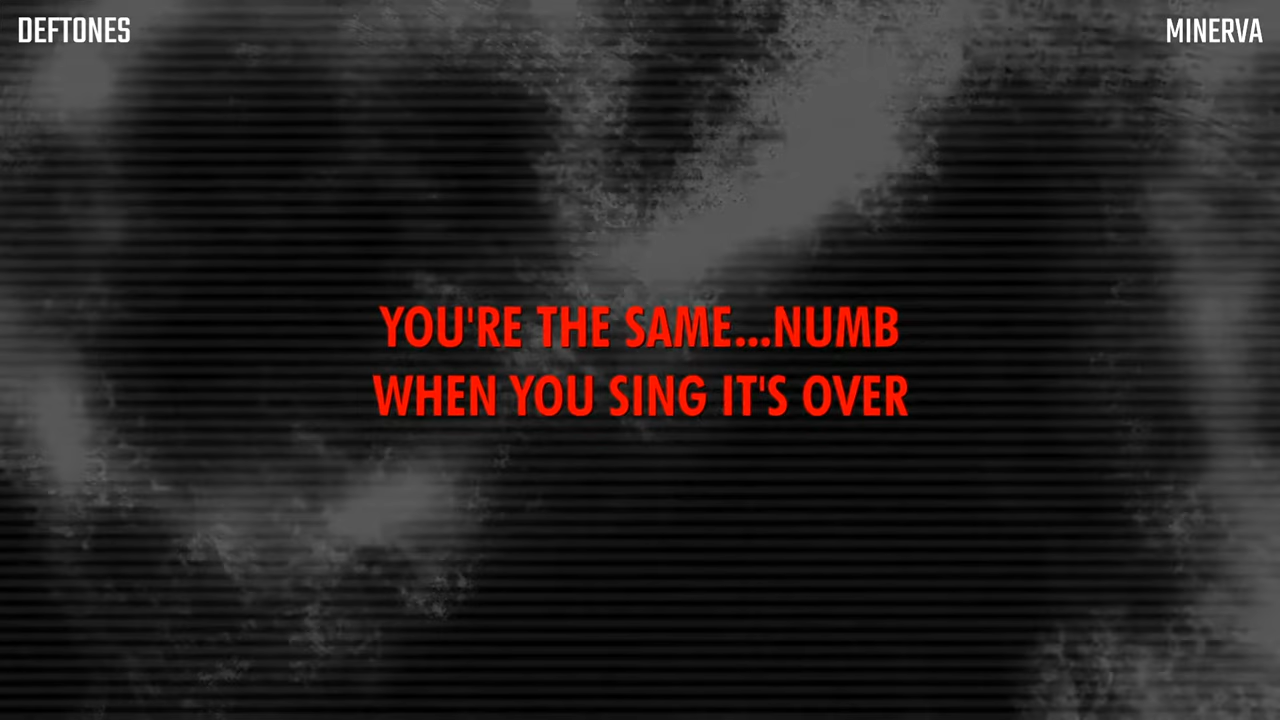 DEFTONES
MINERVA
YOU'RE THE SAME...NUMB
WHEN YOU SING IT'S OVER